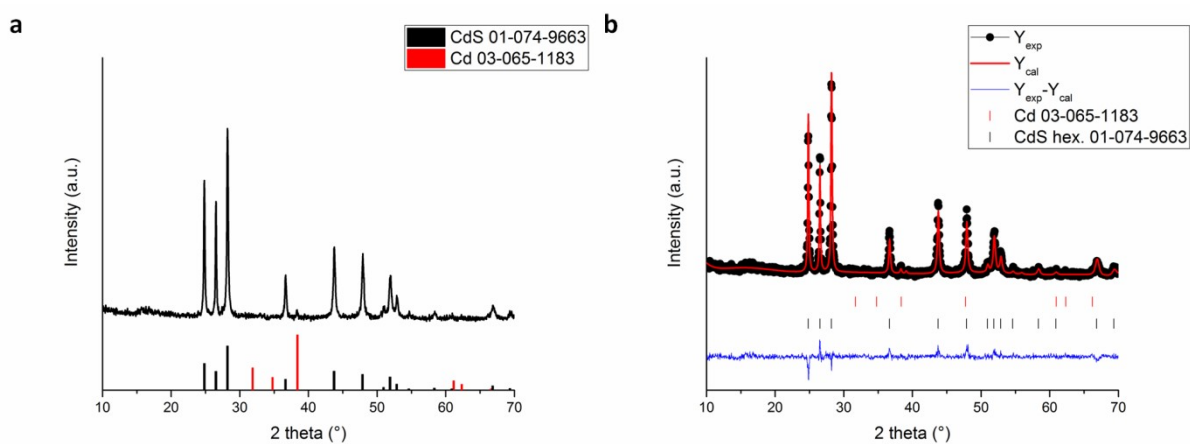 a
CdS 01-074-9663
Cd 03-065-1183
Intensity (a.u.)
10 20 30 40 50 60 70
2 theta (°)
b
Yexp
Ycal
Yexp-Ycal
Cd 03-065-1183
CdS hex. 01-074-9663
Intensity (a.u.)
10 20 30 40 50 60 70
2 theta (°)